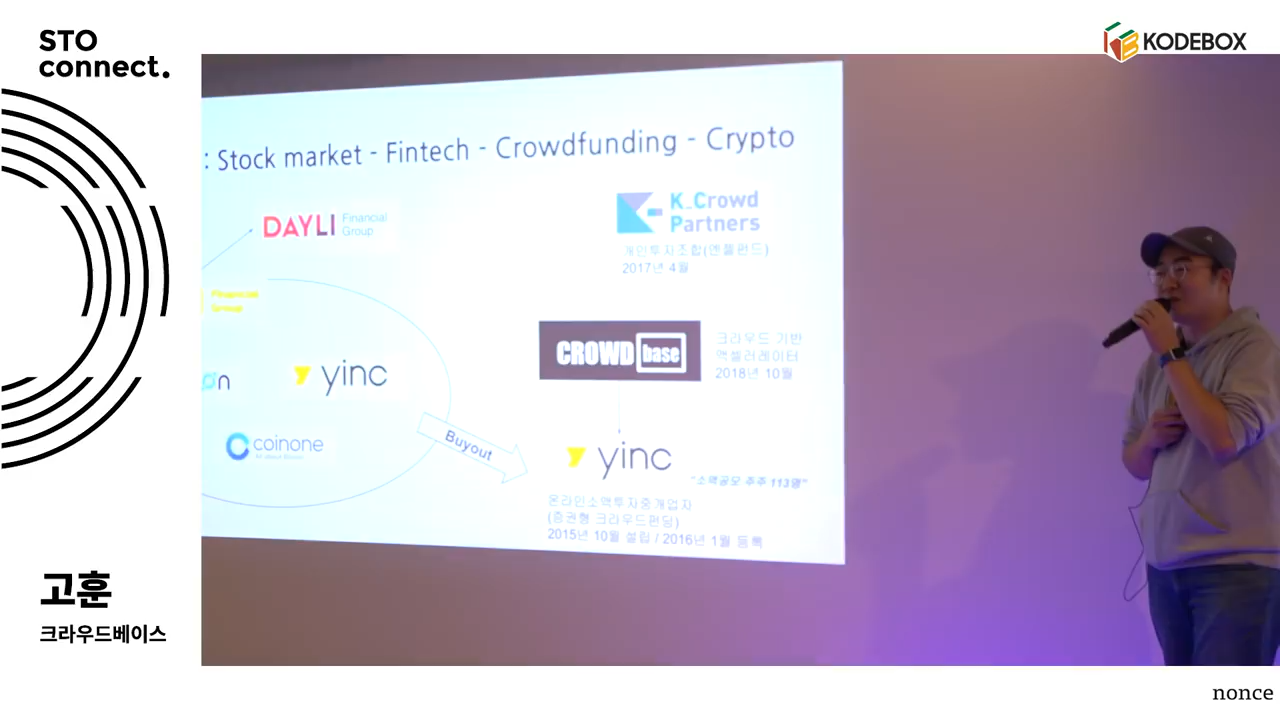 STO
connect.
KODEBOX
: Stock market - Fintech - Crowdfunding - Crypto
DAYLI Financial
Group
K_Crowd
Partners
개인투자조합(엔젤펀드)
2017년 4월
Financial
Group
CROWD base
크라우드 기반
액셀러레이터
2018년 10월
on
yinc
coinone
Buyout
yinc
"소액공모 주주 113명"
온라인소액투자중개업자
(증권형 크라우드펀딩)
2015년 10월 설립 / 2016년 1월 등록
고훈
크라우드베이스
nonce